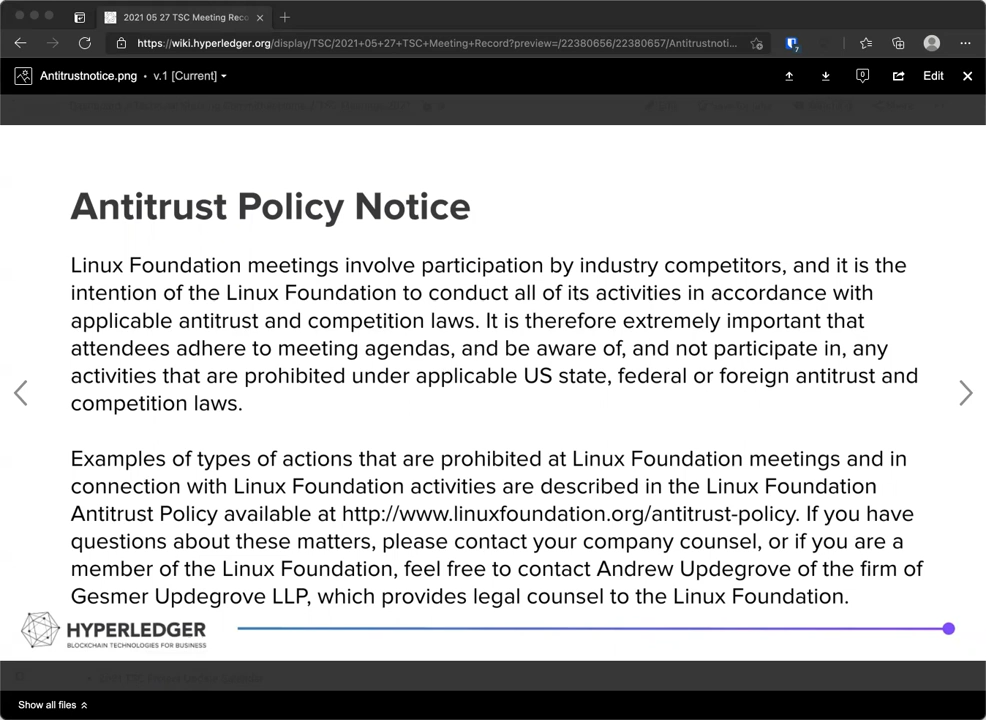 2021 05 27 TSC Meeting Reco
https://wiki.hyperledger.org/display/TSC/2021+05+27+TSC+Meeting+Record?preview=/22380656/22380657/Antitrustnoti...
7
Antitrustnotice.png • v.1 [Current]
0
Edit
Antitrust Policy Notice
Linux Foundation meetings involve participation by industry competitors, and it is the
intention of the Linux Foundation to conduct all of its activities in accordance with
applicable antitrust and competition laws. It is therefore extremely important that
attendees adhere to meeting agendas, and be aware of, and not participate in, any
activities that are prohibited under applicable US state, federal or foreign antitrust and
competition laws.
Examples of types of actions that are prohibited at Linux Foundation meetings and in
connection with Linux Foundation activities are described in the Linux Foundation
Antitrust Policy available at http://www.linuxfoundation.org/antitrust-policy. If you have
questions about these matters, please contact your company counsel, or if you are a
member of the Linux Foundation, feel free to contact Andrew Updegrove of the firm of
Gesmer Updegrove LLP, which provides legal counsel to the Linux Foundation.
HYPERLEDGER
BLOCKCHAIN TECHNOLOGIES FOR BUSINESS
Show all files